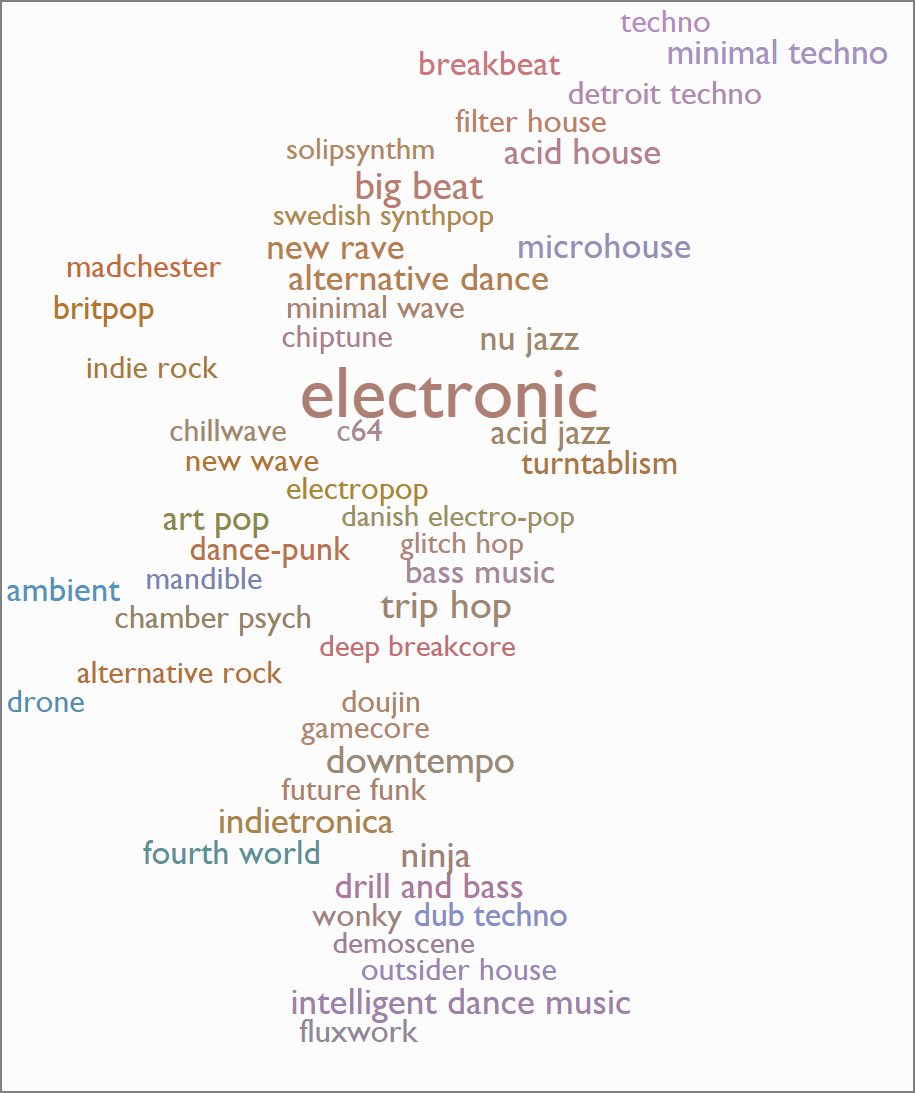 techno
minimal techno
breakbeat
detroit techno
filter house
solipsynthm
acid house
big beat
swedish synthpop
new rave
microhouse
madchester
alternative dance
britpop
minimal wave
chiptune
nu jazz
indie rock
electronic
chillwave
c64
acid jazz
new wave
turntablism
electropop
art pop
danish electro-pop
dance-punk
glitch hop
bass music
mandible
ambient
trip hop
chamber psych
deep breakcore
alternative rock
drone
doujin
gamecore
downtempo
future funk
indietronica
fourth world
ninja
drill and bass
wonky
dub techno
demoscene
outsider house
intelligent dance music
fluxwork